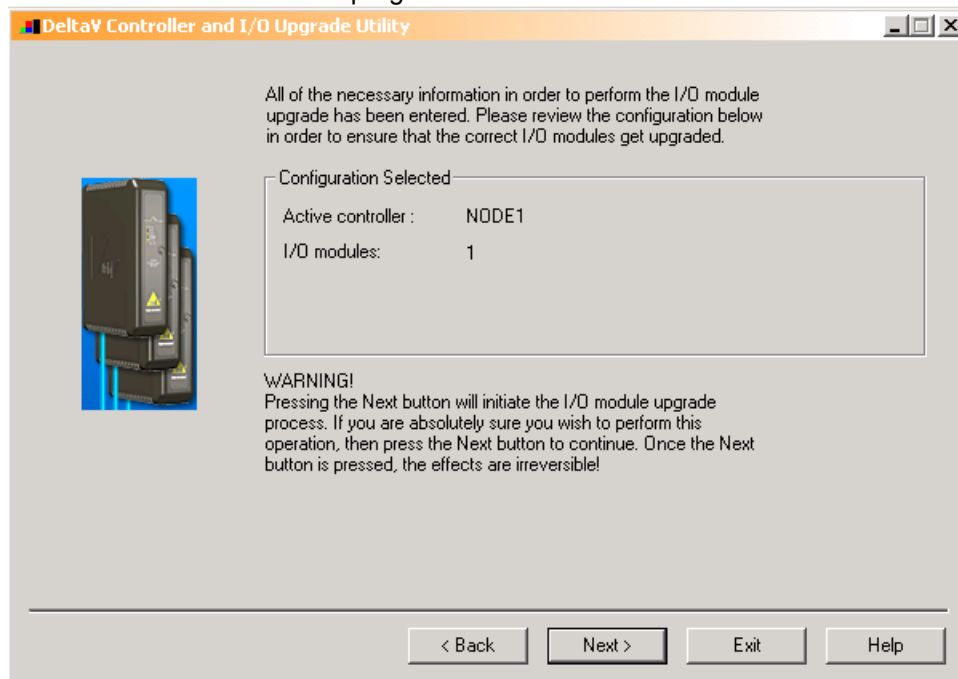 DeltaV Controller and I/O Upgrade Utility
All of the necessary information in order to perform the I/O module
upgrade has been entered. Please review the configuration below
in order to ensure that the correct I/O modules get upgraded.
Configuration Selected
Active controller : NODE1
I/O modules: 1
WARNING!
Pressing the Next button will initiate the I/O module upgrade
process. If you are absolutely sure you wish to perform this
operation, then press the Next button to continue. Once the Next
button is pressed, the effects are irreversible!
< Back Next > Exit Help